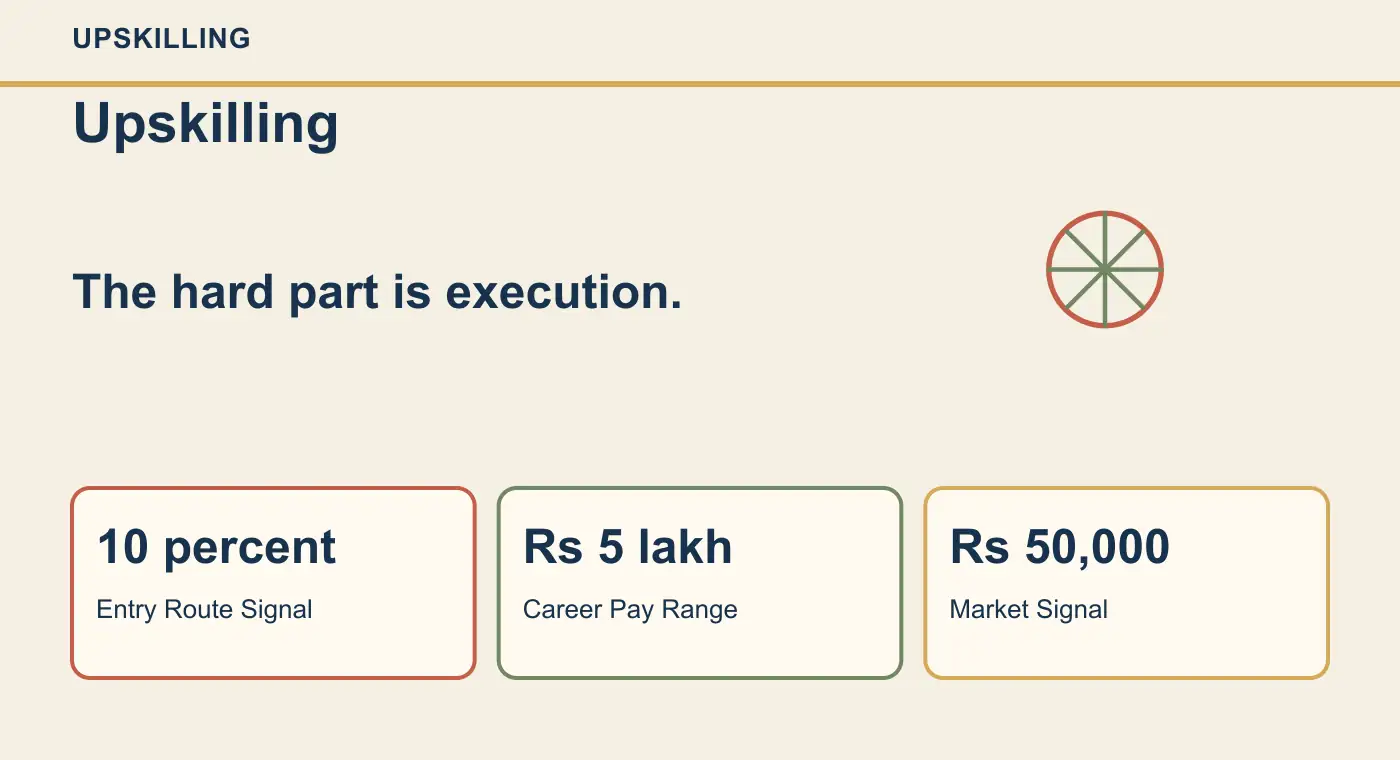 UPSKILLING
Upskilling
The hard part is execution.
10 percent
Entry Route Signal
Rs 5 lakh
Career Pay Range
Rs 50,000
Market Signal